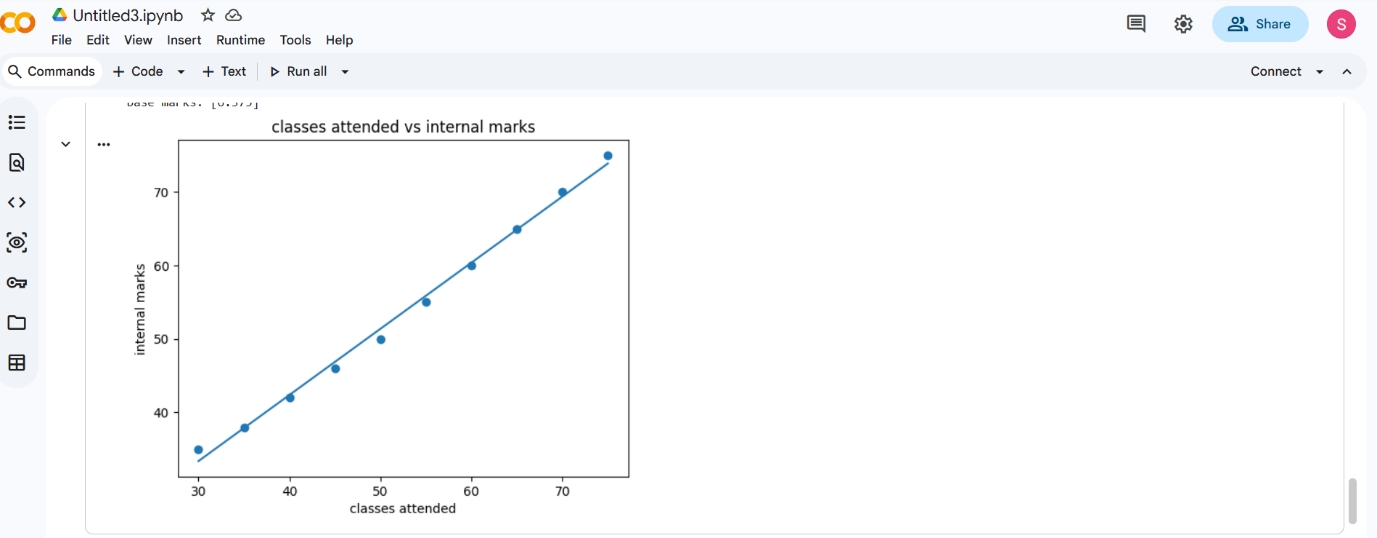 Untitled3.ipynb
File Edit View Insert Runtime Tools Help
Share
S
Commands + Code + Text Run all
Connect
classes attended vs internal marks
70
60
50
40
internal marks
30 40 50 60 70
classes attended